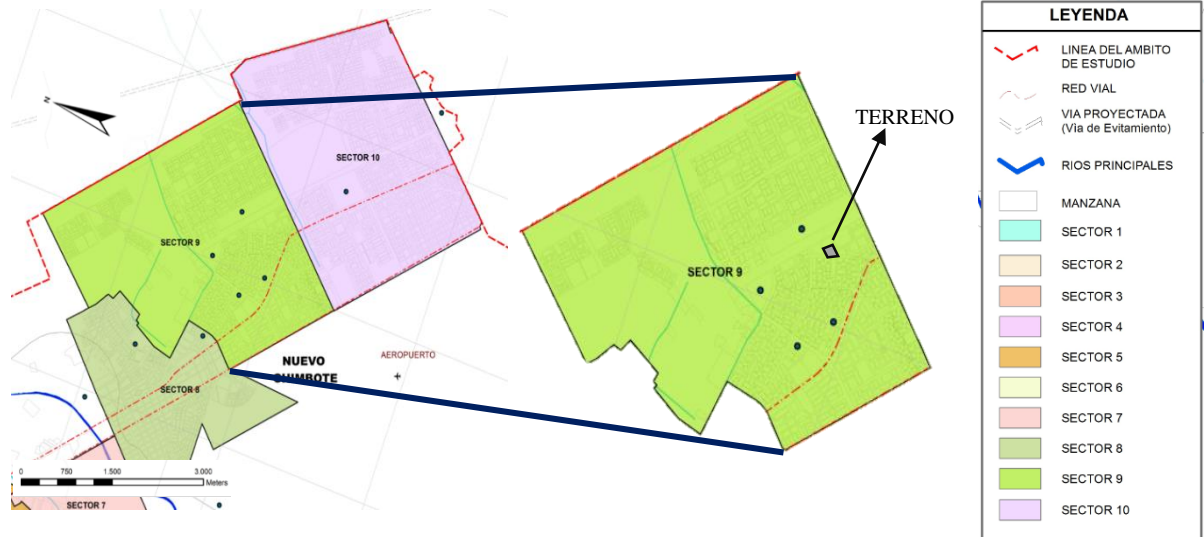 N
SECTOR 10
SECTOR 9
NUEVO
CHIMBOTE
AEROPUERTO
SECTOR 8
0 750 1.500 3.000
Meters
SECTOR 7
TERRENO
SECTOR 9
LEYENDA
LINEA DEL AMBITO
DE ESTUDIO
RED VIAL
VIA PROYECTADA
(Via de Evitamiento)
RIOS PRINCIPALES
MANZANA
SECTOR 1
SECTOR 2
SECTOR 3
SECTOR 4
SECTOR 5
SECTOR 6
SECTOR 7
SECTOR 8
SECTOR 9
SECTOR 10